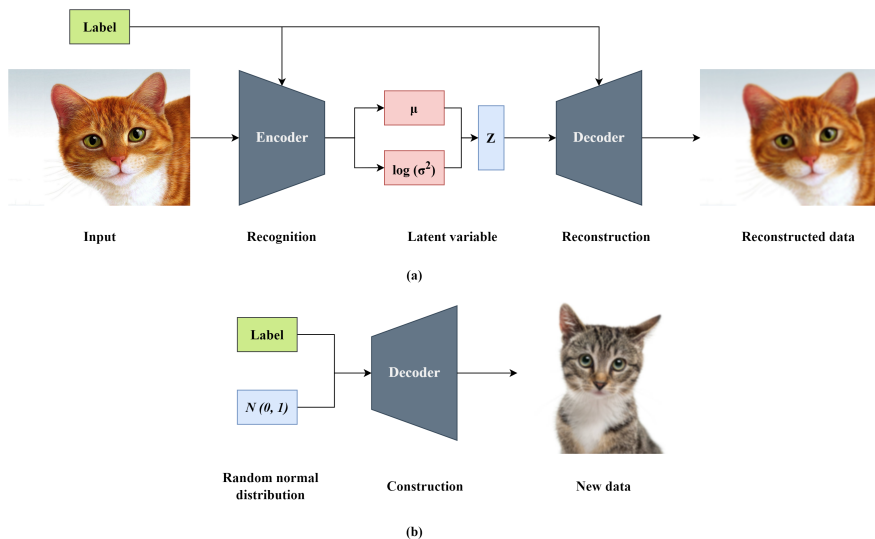 Label
Encoder
μ
log (σ²)
Z
Decoder
Input
Recognition
Latent variable
Reconstruction
Reconstructed data
(a)
Label
N (0, 1)
Decoder
Random normal
distribution
Construction
New data
(b)